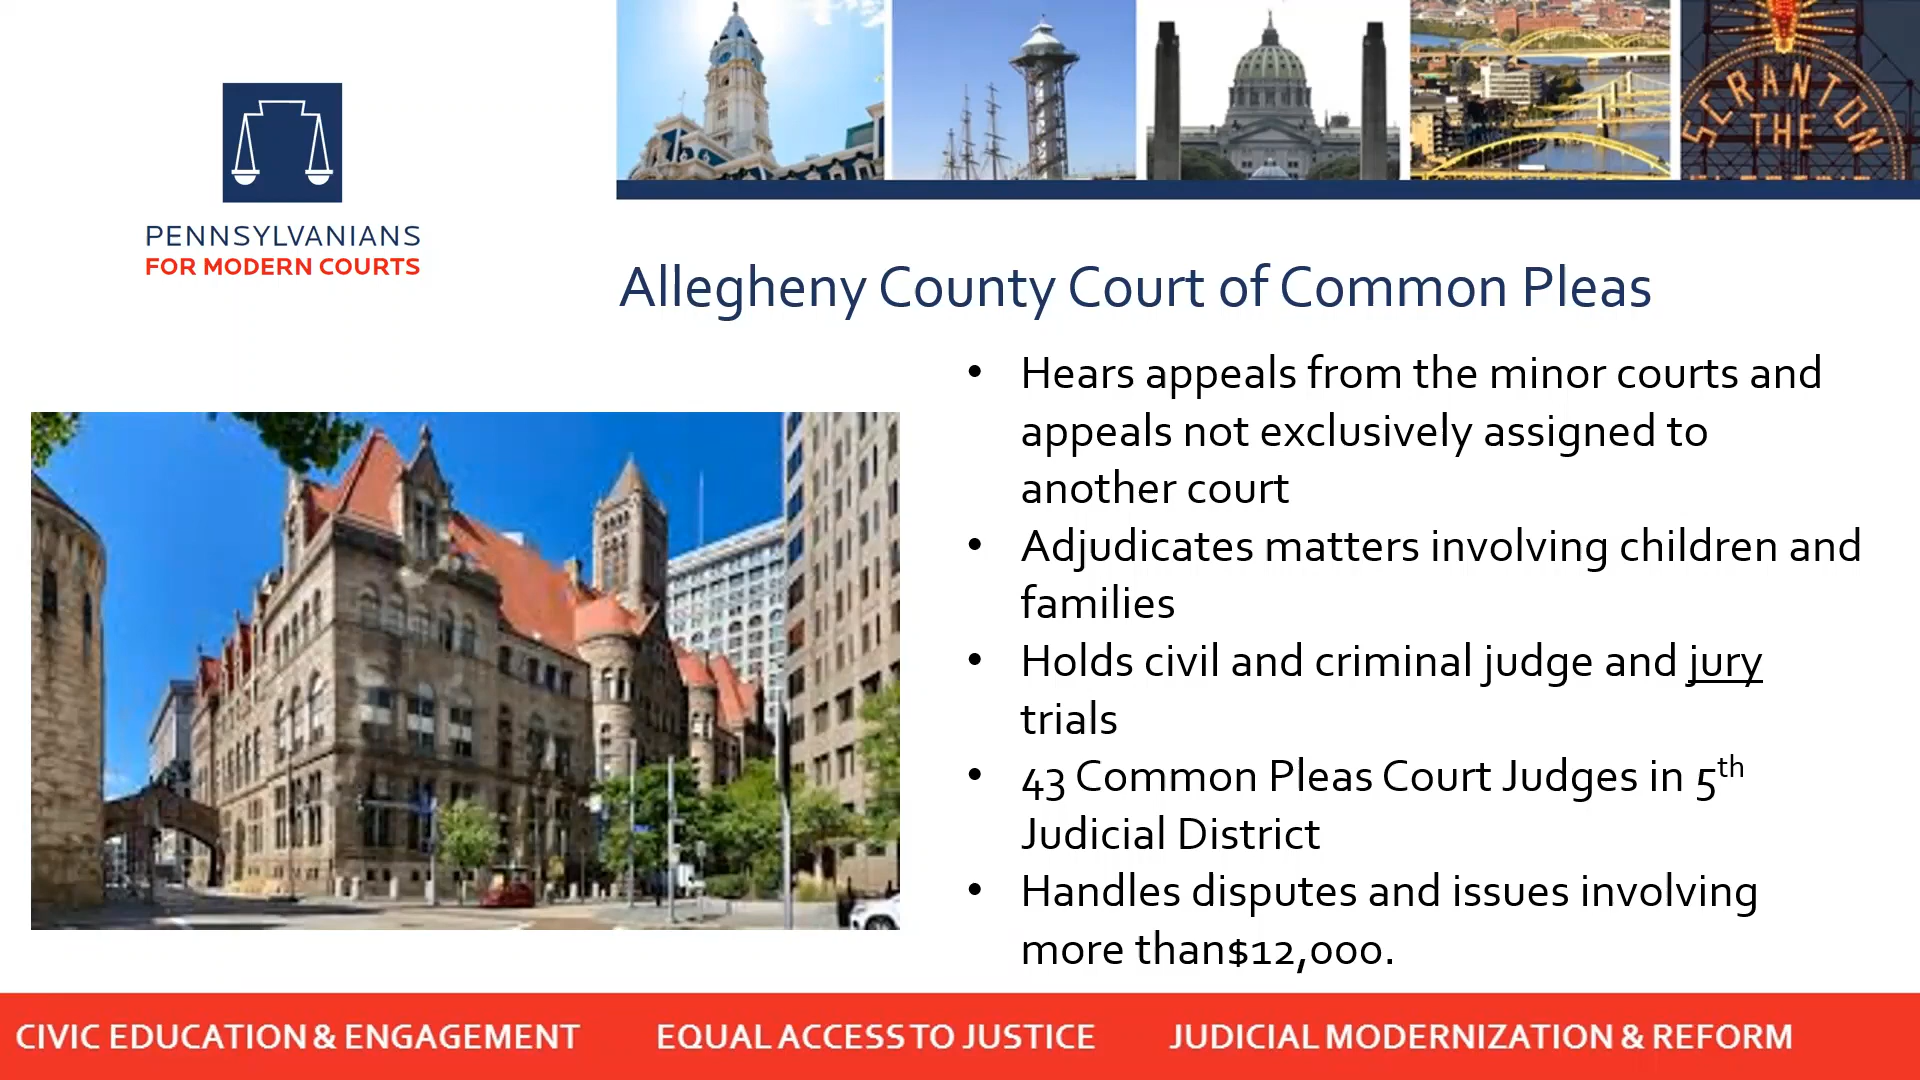 SCRANTON
THE
PENNSYLVANIANS
FOR MODERN COURTS
Allegheny County Court of Common Pleas
• Hears appeals from the minor courts and
appeals not exclusively assigned to
another court
• Adjudicates matters involving children and
families
• Holds civil and criminal judge and jury
trials
• 43 Common Pleas Court Judges in 5th
Judicial District
• Handles disputes and issues involving
more than$12,000.
CIVIC EDUCATION & ENGAGEMENT EQUAL ACCESS TO JUSTICE JUDICIAL MODERNIZATION & REFORM